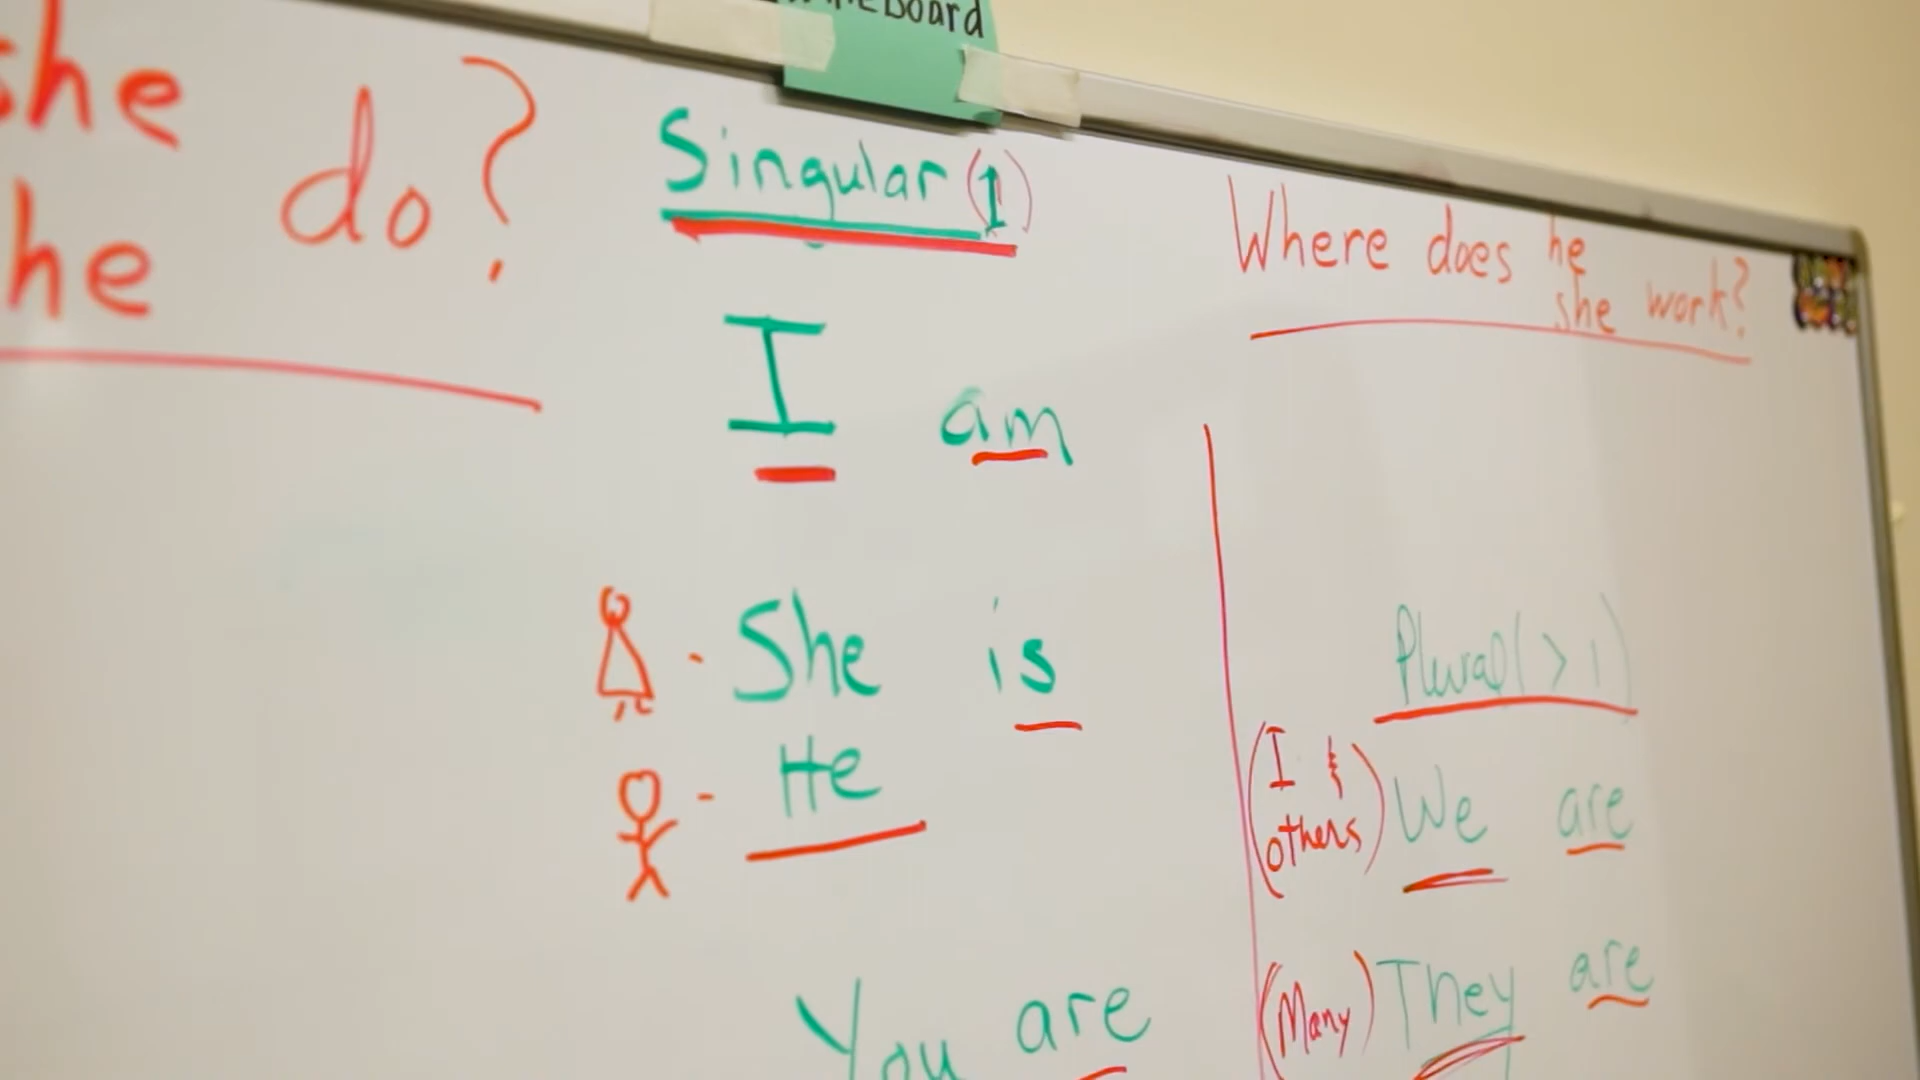 Board
she
he
do?
Singular (1)
I am
She is
He
You are
Where does he
she work?
Plural (> 1)
(I &
others)
We are
(Many) They are